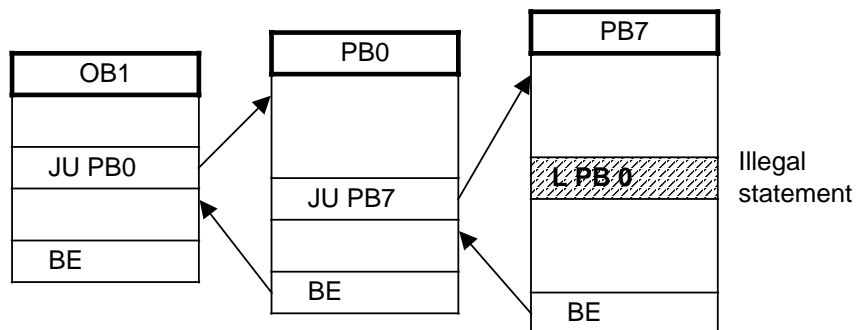 OB1
JU PB0
BE
PB0
JU PB7
BE
PB7
L PB 0
BE
Illegal
statement